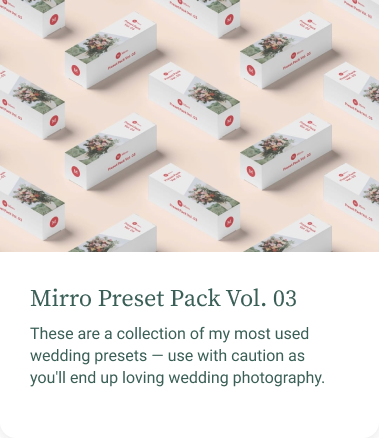 Mirro Preset Pack Vol. 03
These are a collection of my most used
wedding presets — use with caution as
you'll end up loving wedding photography.